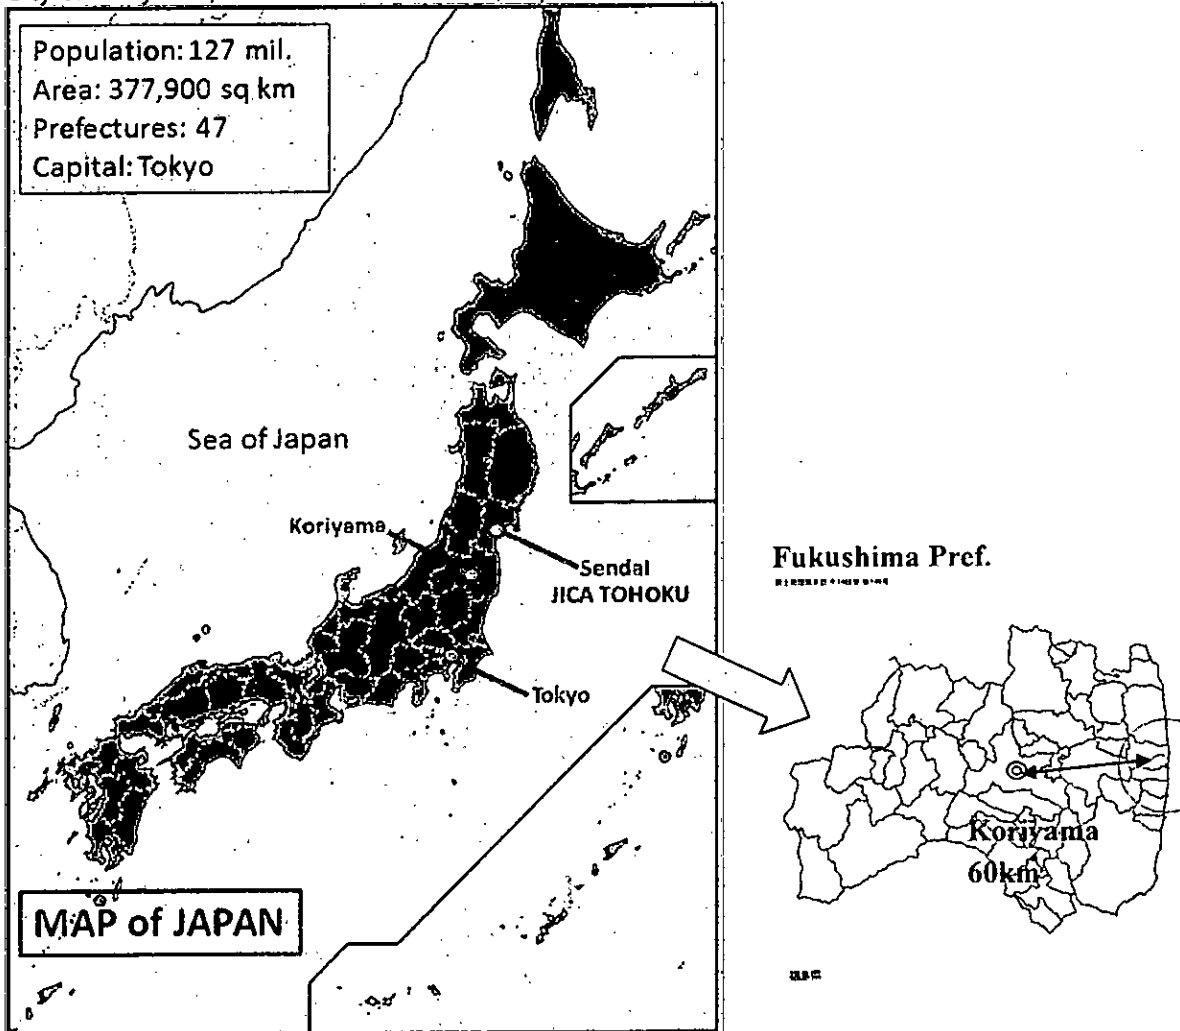 Population: 127 mil.
Area: 377,900 sq km
Prefectures: 47
Capital: Tokyo
Sea of Japan
Koriyama
Sendai
JICA TOHOKU
Tokyo
MAP of JAPAN
Fukushima Pref.
Koriyama
60km